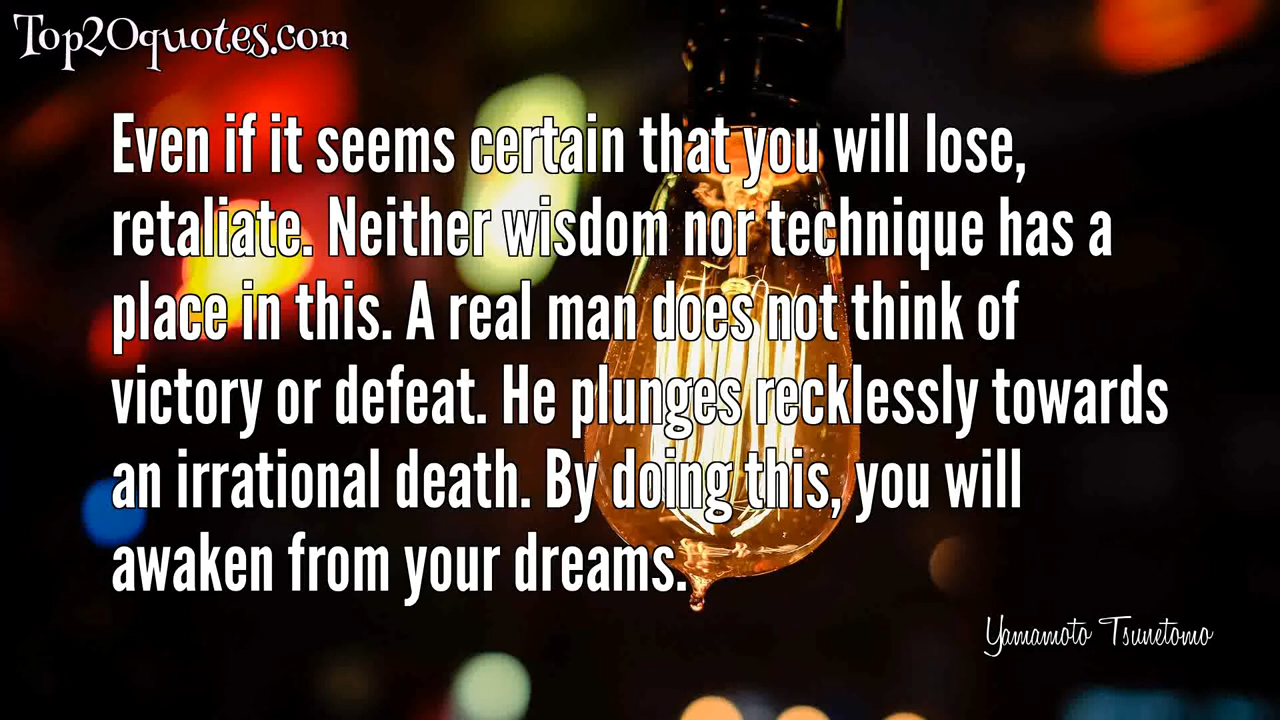 Top20quotes.com
Even if it seems certain that you will lose,
retaliate. Neither wisdom nor technique has a
place in this. A real man does not think of
victory or defeat. He plunges recklessly towards
an irrational death. By doing this, you will
awaken from your dreams.
Yamamoto Tsunetomo